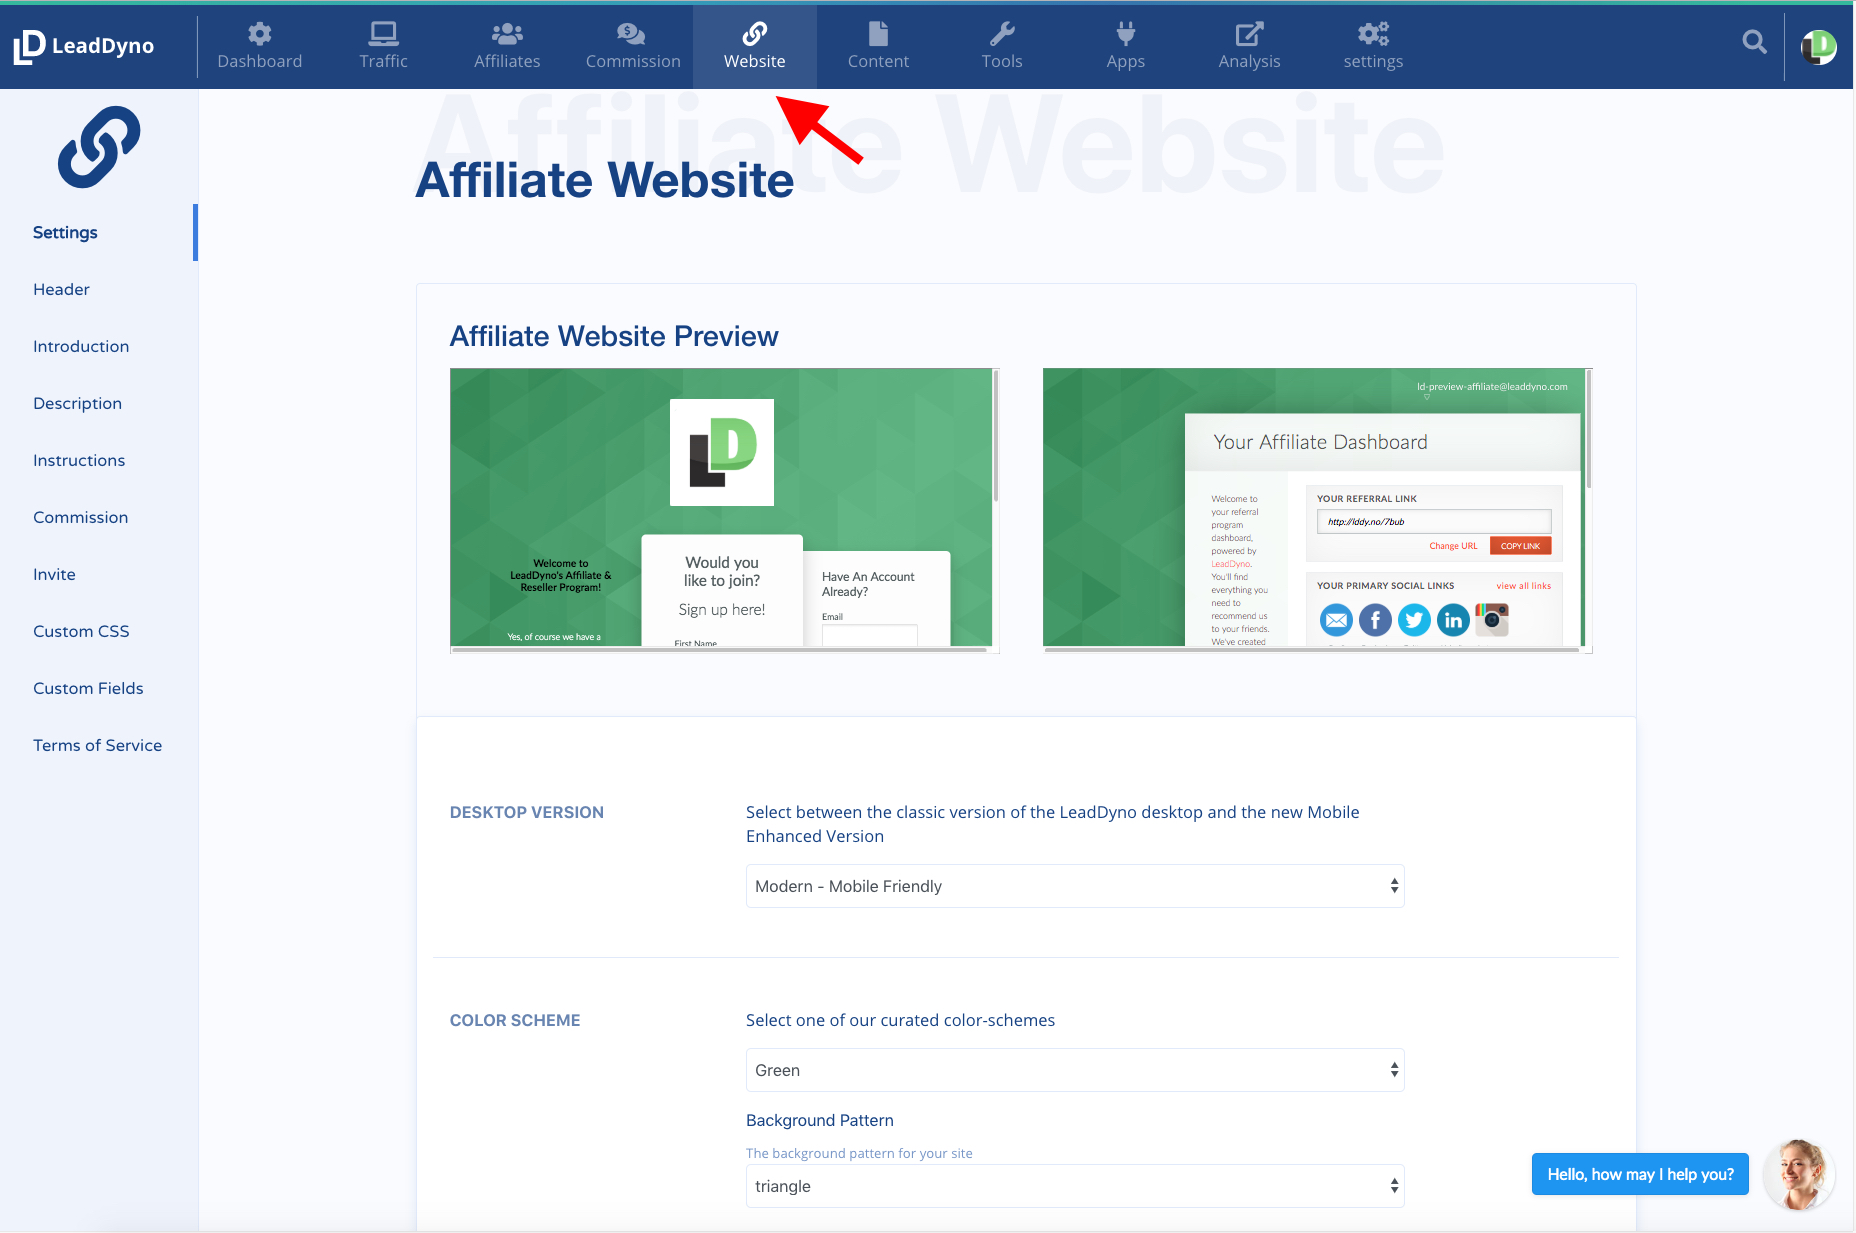 LeadDyno
Dashboard
Traffic
Affiliates
Commission
Website
Content
Tools
Apps
Analysis
settings
Affiliate Website
Affiliate Website
Settings
Header
Introduction
Description
Instructions
Commission
Invite
Custom CSS
Custom Fields
Terms of Service
Affiliate Website Preview
LD
Welcome to
LeadDyno's Affiliate &
Reseller Program!
Yes, of course we have a
Would you
like to join?
Sign up here!
First Name
Have An Account
Already?
Email
ld-preview-affiliate@leaddyno.com
Your Affiliate Dashboard
Welcome to
your referral
program
dashboard,
powered by
LeadDyno.
You'll find
everything you
need to
recommend us
to your friends.
We've created
YOUR REFERRAL LINK
http://lddy.no/7bub
Change URL
COPY LINK
YOUR PRIMARY SOCIAL LINKS
view all links
DESKTOP VERSION
Select between the classic version of the LeadDyno desktop and the new Mobile
Enhanced Version
Modern - Mobile Friendly
COLOR SCHEME
Select one of our curated color-schemes
Green
Background Pattern
The background pattern for your site
triangle
Hello, how may I help you?